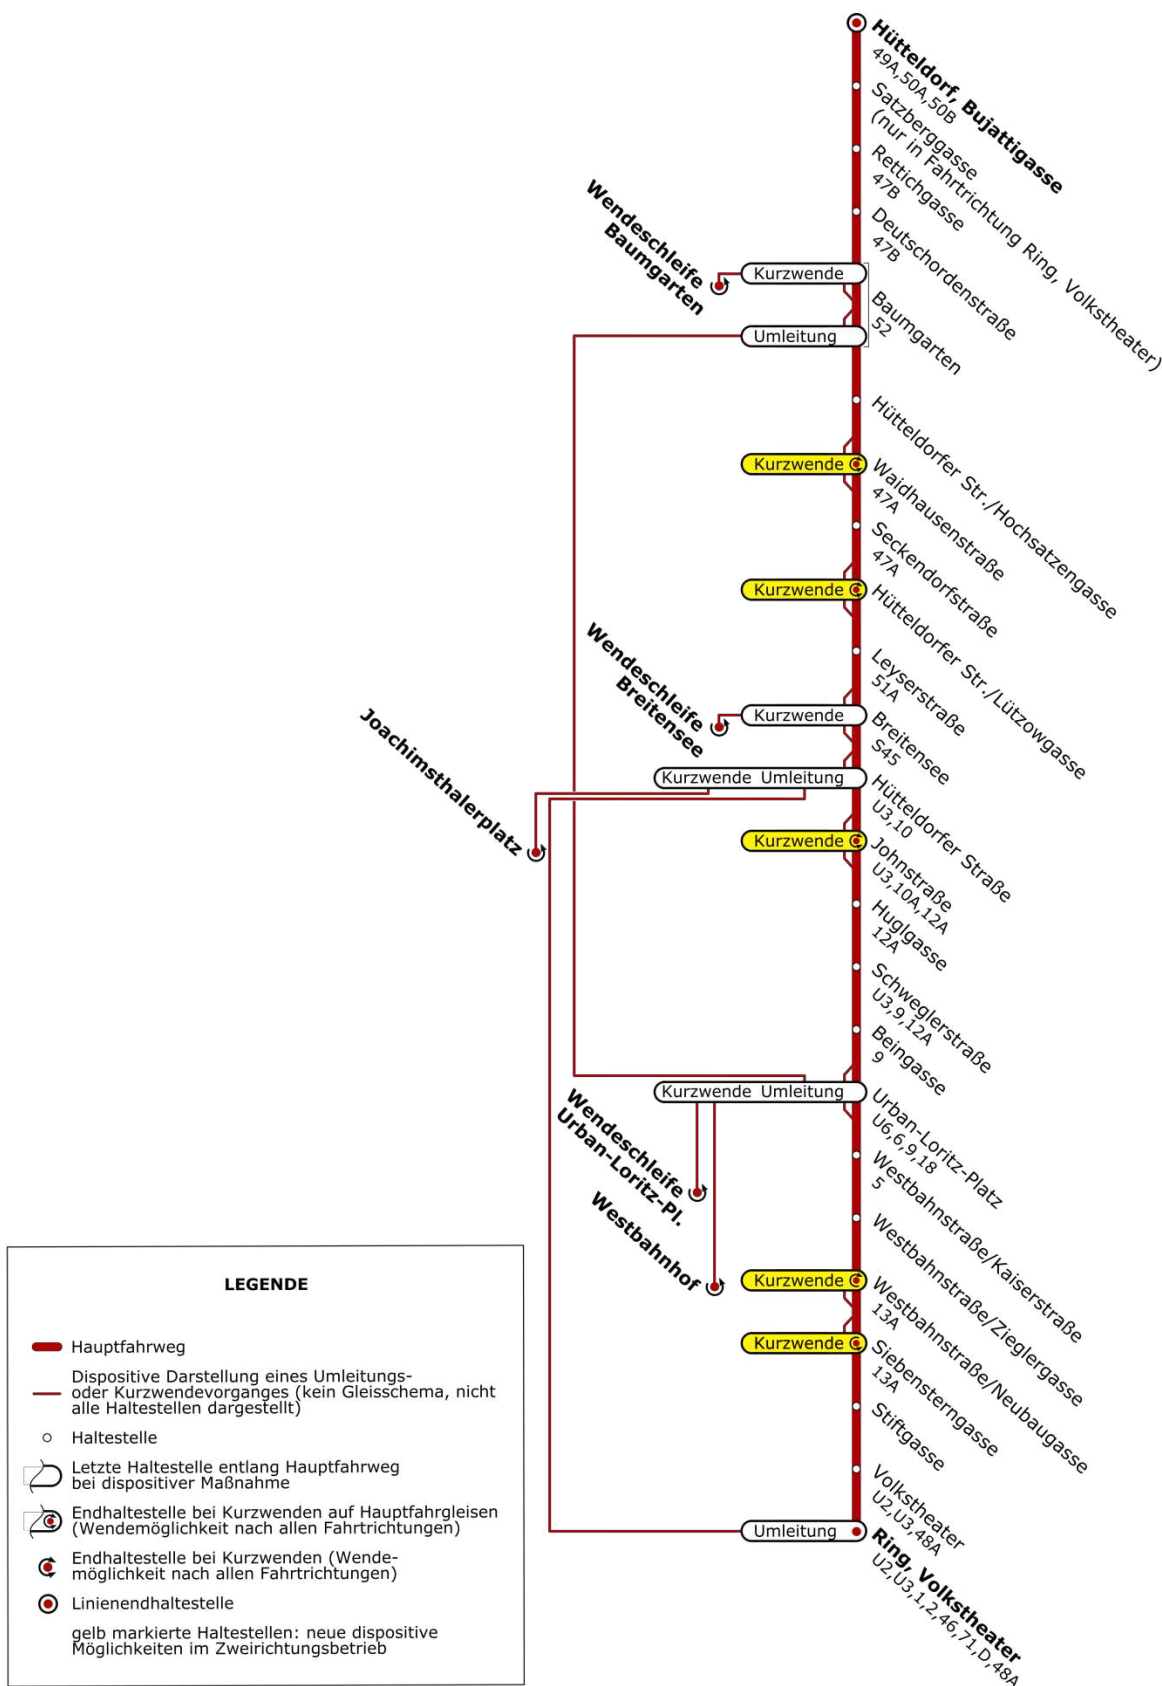 Hütteldorf, Bujattigasse
49A,50A,50B
Satzberggasse
(nur in Fahrtrichtung Ring, Volkstheater)
Rettichgasse
47B
Deutschordenstraße
47B
Wendeschleife
Baumgarten
Kurzwende
Baumgarten
52
Umleitung
Hütteldorfer Str./Hochsatzengasse
Kurzwende
Waidhausenstraße
47A
Seckendorfstraße
47A
Kurzwende
Hütteldorfer Str./Lützowgasse
Leyserstraße
51A
Wendeschleife
Breitensee
Kurzwende
Breitensee
S45
Joachimsthalerplatz
Kurzwende Umleitung
Hütteldorfer Straße
U3,10
Kurzwende
Johnstraße
U3,10A,12A
Huglgasse
12A
Schweglerstraße
U3,9,12A
Beingasse
9
Kurzwende Umleitung
Urban-Loritz-Platz
U6,6,9,18
Wendeschleife
Urban-Loritz-Pl.
Westbahnhof
Westbahnstraße/Kaiserstraße
5
Westbahnstraße/Zieglergasse
Kurzwende
Westbahnstraße/Neubaugasse
13A
Kurzwende
Siebensterngasse
13A
Stiftgasse
Volkstheater
U2,U3,48A
Umleitung
Ring, Volkstheater
U2,U3,1,2,46,71,D,48A
LEGENDE
Hauptfahrweg
Dispositive Darstellung eines Umleitungs-
oder Kurzwendevorganges (kein Gleisschema, nicht
alle Haltestellen dargestellt)
Haltestelle
Letzte Haltestelle entlang Hauptfahrweg
bei dispositiver Maßnahme
Endhaltestelle bei Kurzwenden auf Hauptfahrgleisen
(Wendemöglichkeit nach allen Fahrtrichtungen)
Endhaltestelle bei Kurzwenden (Wende-
möglichkeit nach allen Fahrtrichtungen)
Linienendhaltestelle
gelb markierte Haltestellen: neue dispositive
Möglichkeiten im Zweirichtungsbetrieb